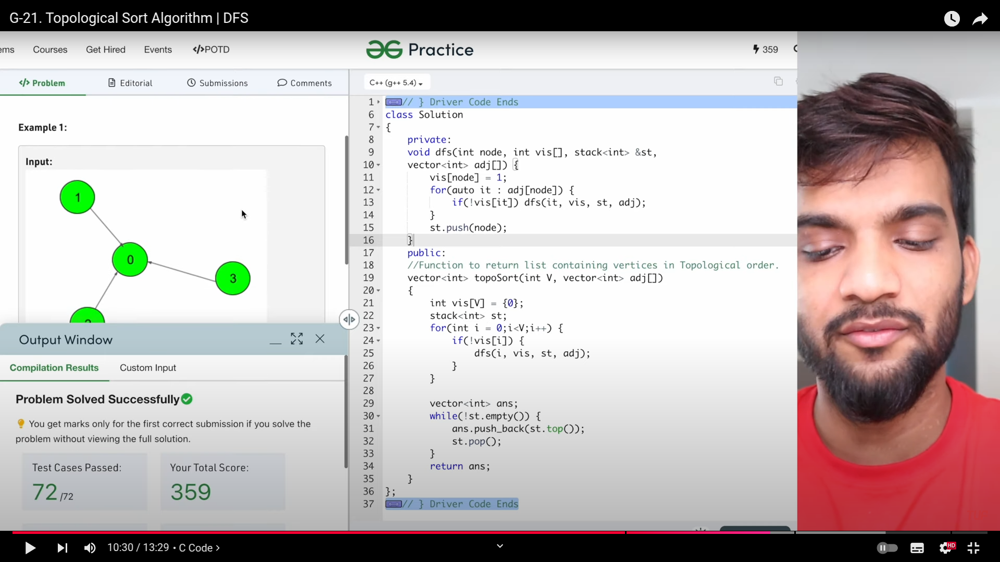 G-21. Topological Sort Algorithm | DFS
ems Courses Get Hired Events </>POTD
Practice
359
</> Problem Editorial Submissions Comments
Example 1:
Input:
1
0
3
Output Window
Compilation Results Custom Input
Problem Solved Successfully
You get marks only for the first correct submission if you solve the
problem without viewing the full solution.
Test Cases Passed: Your Total Score:
72 /72 359
C++ (g++ 5.4)
1 // } Driver Code Ends
6 class Solution
7 {
8 private:
9 void dfs(int node, int vis[], stack<int> &st,
10 vector<int> adj[]) {
11 vis[node] = 1;
12 for(auto it : adj[node]) {
13 if(!vis[it]) dfs(it, vis, st, adj);
14 }
15 st.push(node);
16 }
17 public:
18 //Function to return list containing vertices in Topological order.
19 vector<int> topoSort(int V, vector<int> adj[])
20 {
21 int vis[V] = {0};
22 stack<int> st;
23 for(int i = 0;i<V;i++) {
24 if(!vis[i]) {
25 dfs(i, vis, st, adj);
26 }
27 }
28
29 vector<int> ans;
30 while(!st.empty()) {
31 ans.push_back(st.top());
32 st.pop();
33 }
34 return ans;
35 }
36 };
37 // } Driver Code Ends
10:30 / 13:29 • C Code >
HD